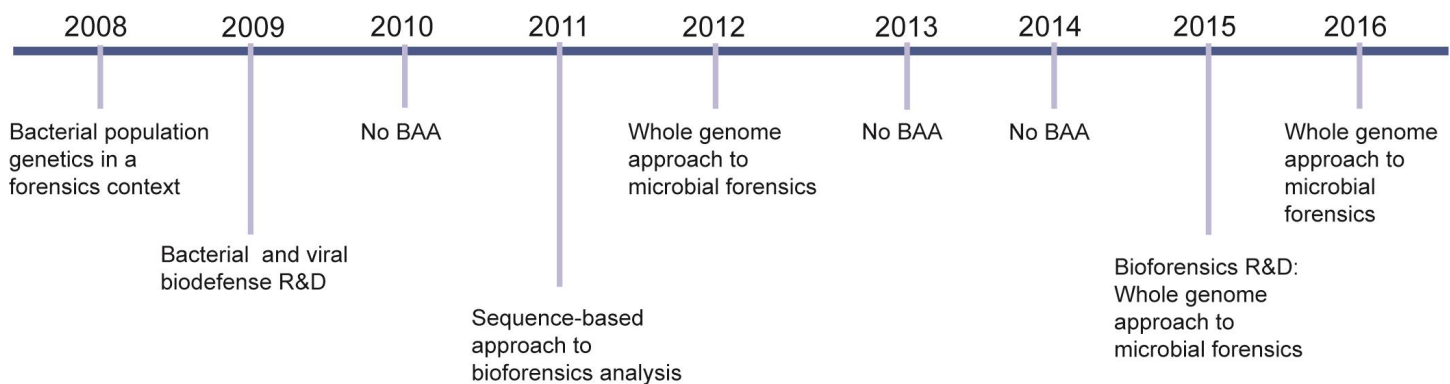 2008
2009
2010
2011
2012
2013
2014
2015
2016
Bacterial population
genetics in a
forensics context
Bacterial and viral
biodefense R&D
No BAA
Sequence-based
approach to
bioforensics analysis
Whole genome
approach to
microbial forensics
No BAA
No BAA
Bioforensics R&D:
Whole genome
approach to
microbial forensics
Whole genome
approach to
microbial
forensics